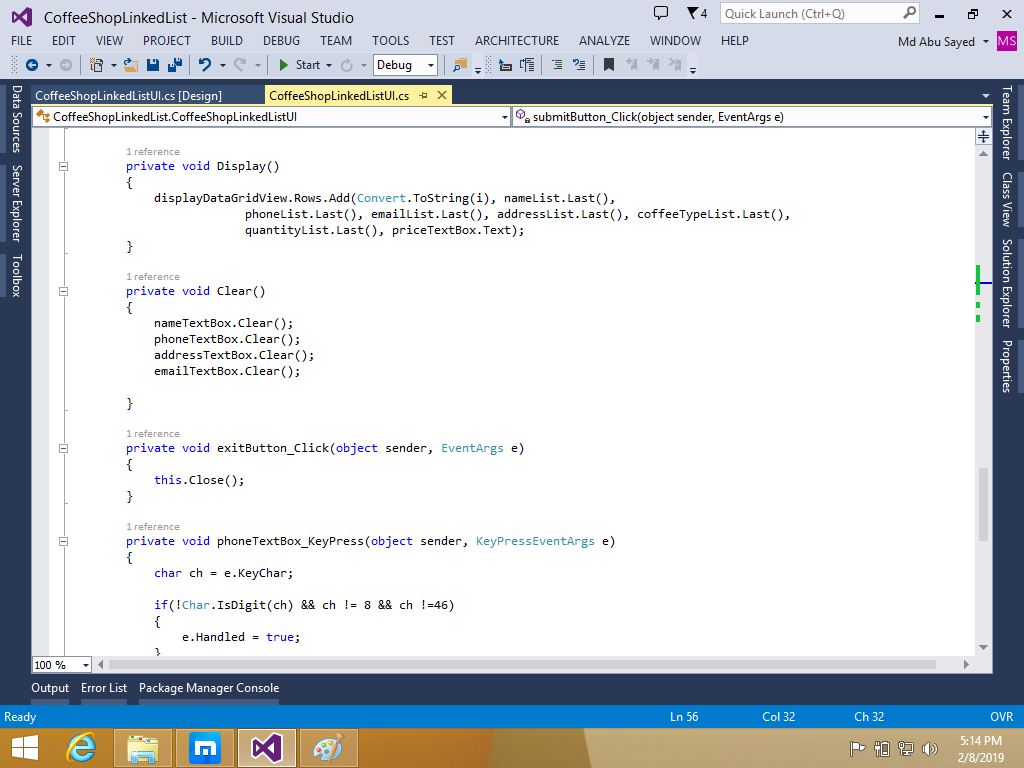 CoffeeShopLinkedList - Microsoft Visual Studio
4
Quick Launch (Ctrl+Q)
FILE EDIT VIEW PROJECT BUILD DEBUG TEAM TOOLS TEST ARCHITECTURE ANALYZE WINDOW HELP
Md Abu Sayed MS
Start Debug
CoffeeShopLinkedListUI.cs [Design] CoffeeShopLinkedListUI.cs
CoffeeShopLinkedList.CoffeeShopLinkedListUI submitButton_Click(object sender, EventArgs e)
Data Sources
Server Explorer
Toolbox
1 reference
private void Display()
{
displayDataGridView.Rows.Add(Convert.ToString(i), nameList.Last(),
phoneList.Last(), emailList.Last(), addressList.Last(), coffeeTypeList.Last(),
quantityList.Last(), priceTextBox.Text);
}
1 reference
private void Clear()
{
nameTextBox.Clear();
phoneTextBox.Clear();
addressTextBox.Clear();
emailTextBox.Clear();
}
1 reference
private void exitButton_Click(object sender, EventArgs e)
{
this.Close();
}
1 reference
private void phoneTextBox_KeyPress(object sender, KeyPressEventArgs e)
{
char ch = e.KeyChar;
if(!Char.IsDigit(ch) && ch != 8 && ch !=46)
{
e.Handled = true;
}
Team Explorer
Class View
Solution Explorer
Properties
100 %
Output Error List Package Manager Console
Ready Ln 56 Col 32 Ch 32 OVR
5:14 PM
2/8/2019